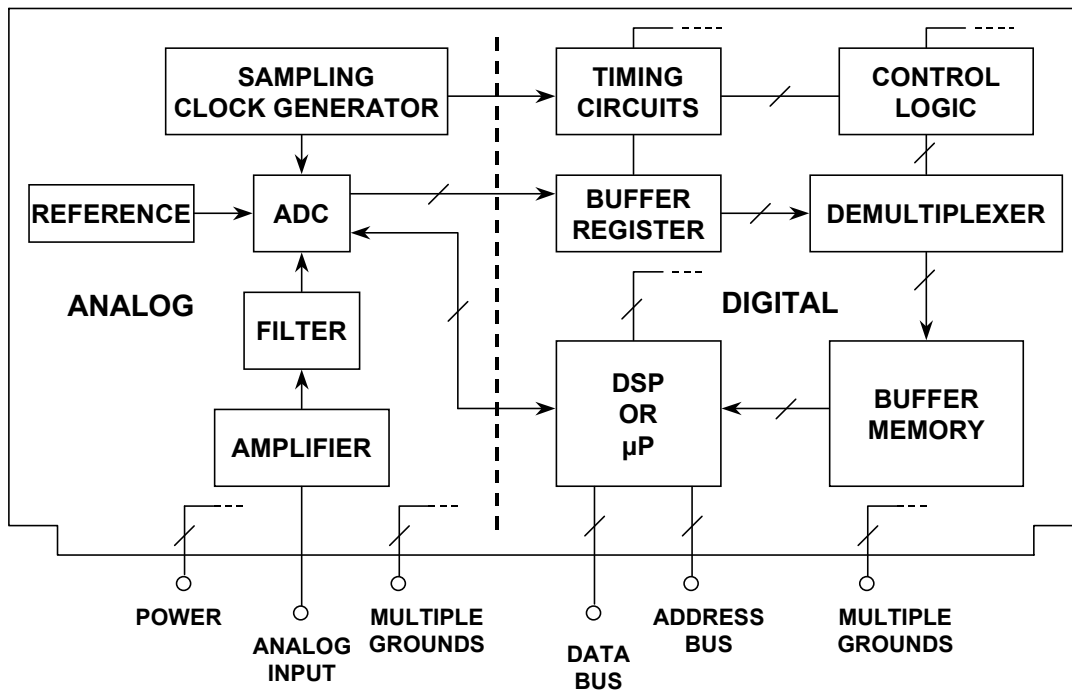 SAMPLING
CLOCK GENERATOR
TIMING
CIRCUITS
CONTROL
LOGIC
REFERENCE
ADC
BUFFER
REGISTER
DEMULTIPLEXER
ANALOG
DIGITAL
FILTER
DSP
OR
µP
BUFFER
MEMORY
AMPLIFIER
POWER
ANALOG
INPUT
MULTIPLE
GROUNDS
DATA
BUS
ADDRESS
BUS
MULTIPLE
GROUNDS